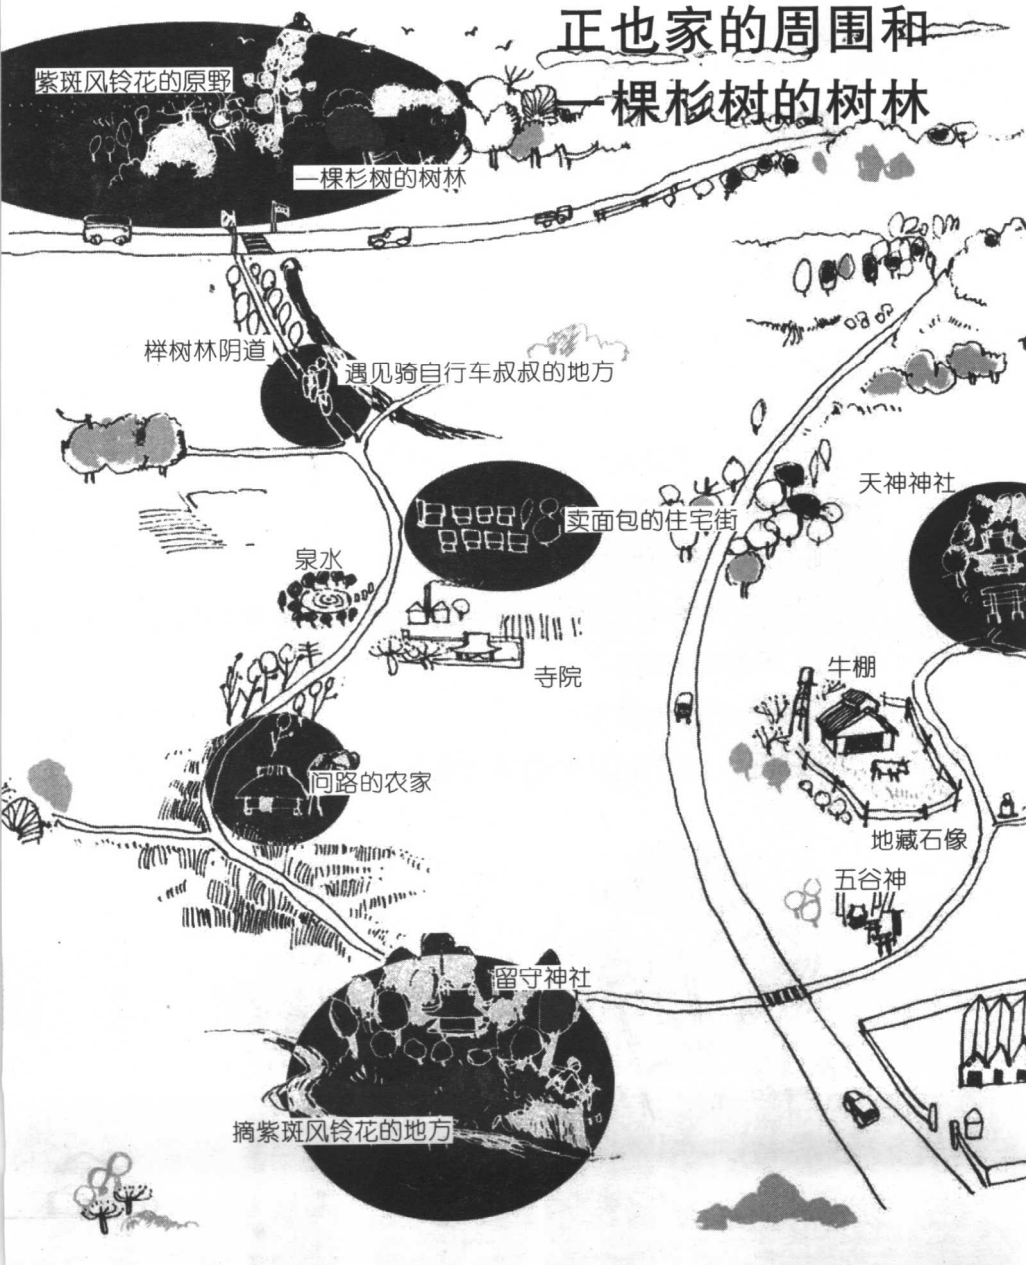 正也家的周围和
一棵杉树的树林
紫斑风铃花的原野
一棵杉树的树林
榉树林阴道
遇见骑自行车叔叔的地方
天神神社
卖面包的住宅街
泉水
寺院
牛棚
问路的农家
地藏石像
五谷神
留守神社
摘紫斑风铃花的地方